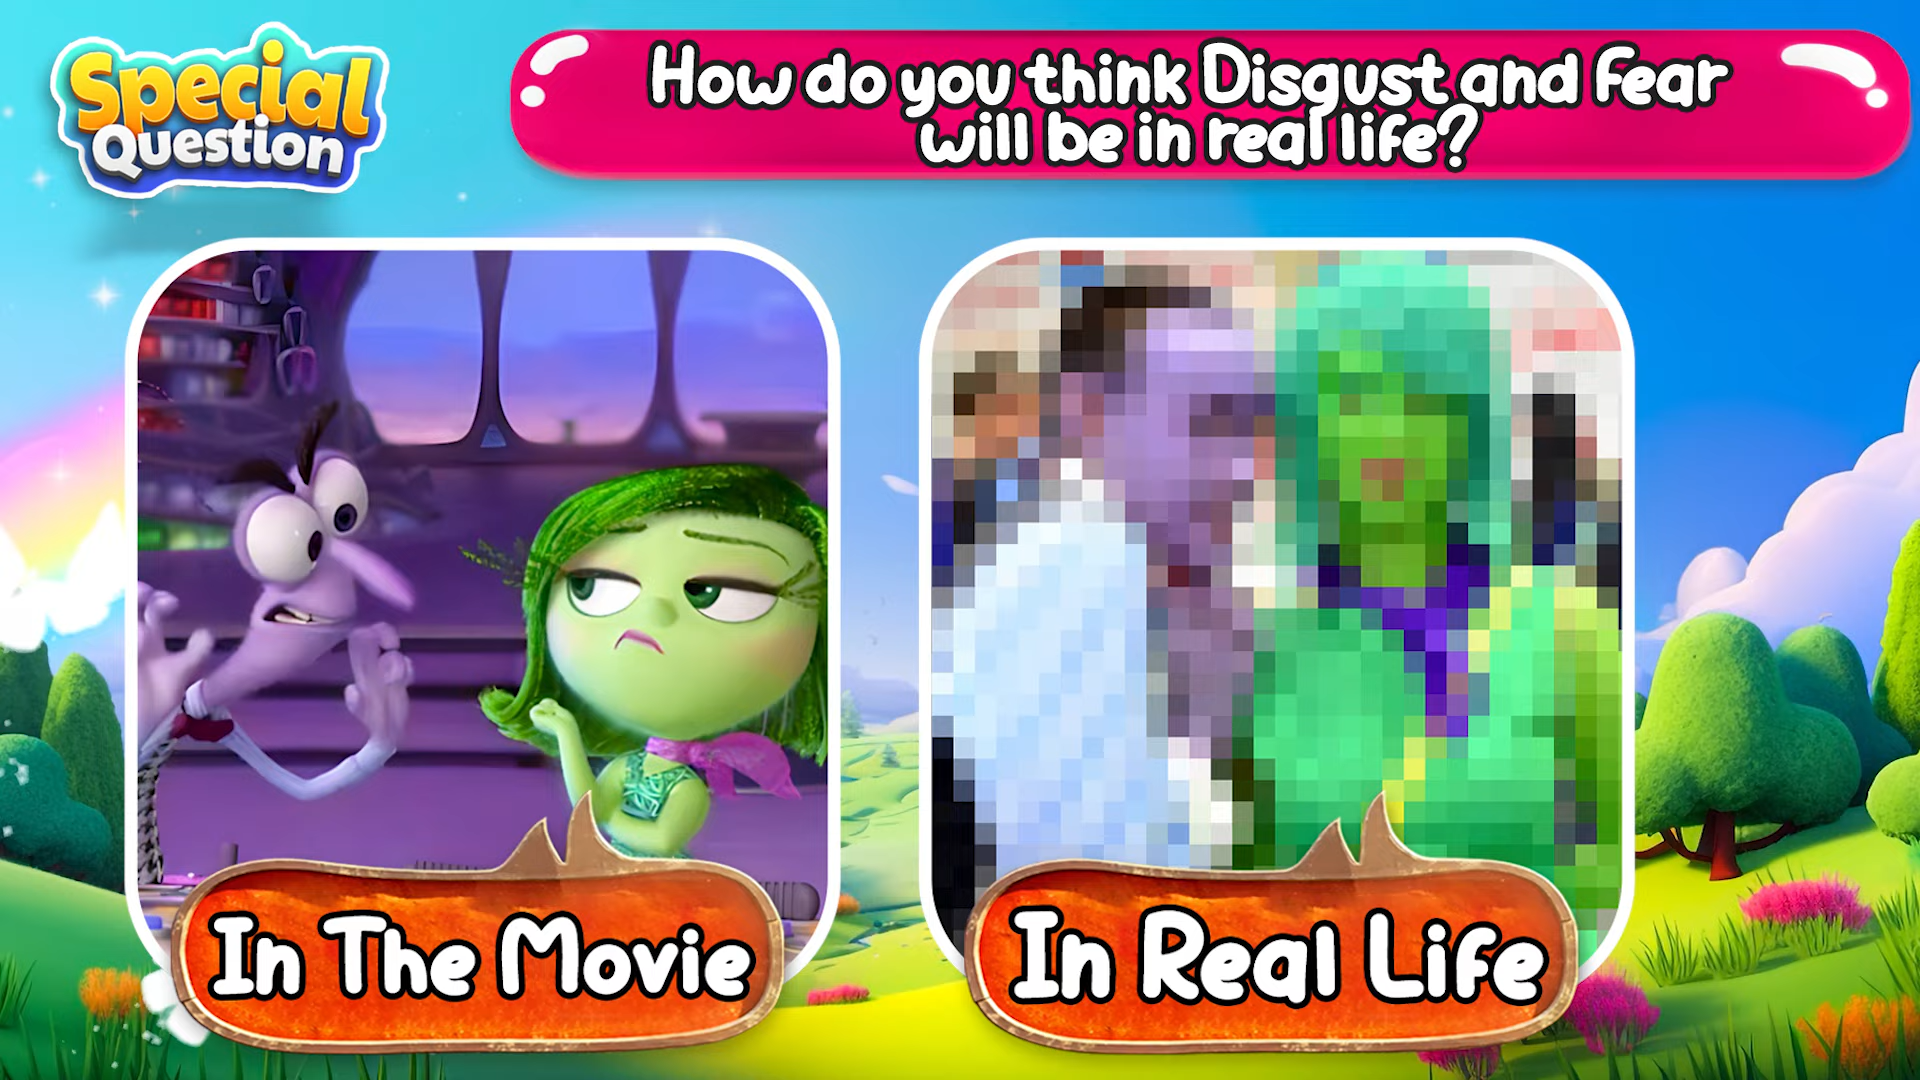 Special
Question
How do you think Disgust and Fear
will be in real life?
In The Movie
In Real Life